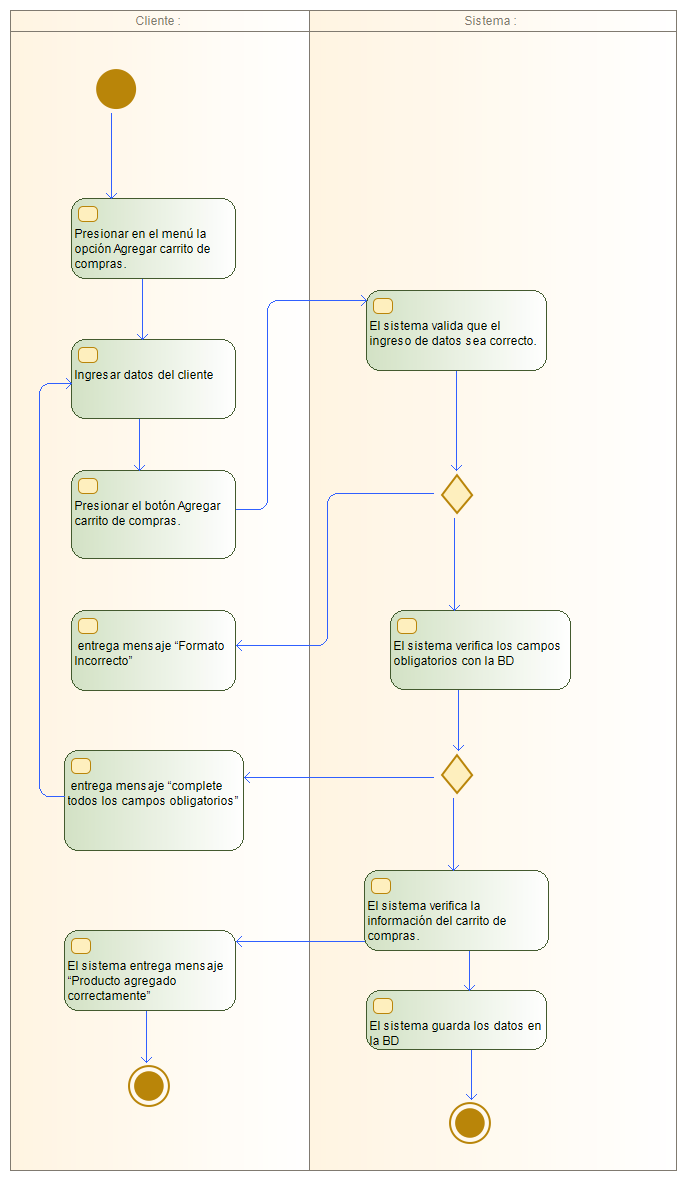 Cliente :
Sistema :
Presionar en el menú la
opción Agregar carrito de
compras.
El sistema valida que el
ingreso de datos sea correcto.
Ingresar datos del cliente
Presionar el botón Agregar
carrito de compras.
entrega mensaje “Formato
Incorrecto”
El sistema verifica los campos
obligatorios con la BD
entrega mensaje “complete
todos los campos obligatorios”
El sistema verifica la
información del carrito de
compras.
El sistema entrega mensaje
“Producto agregado
correctamente”
El sistema guarda los datos en
la BD